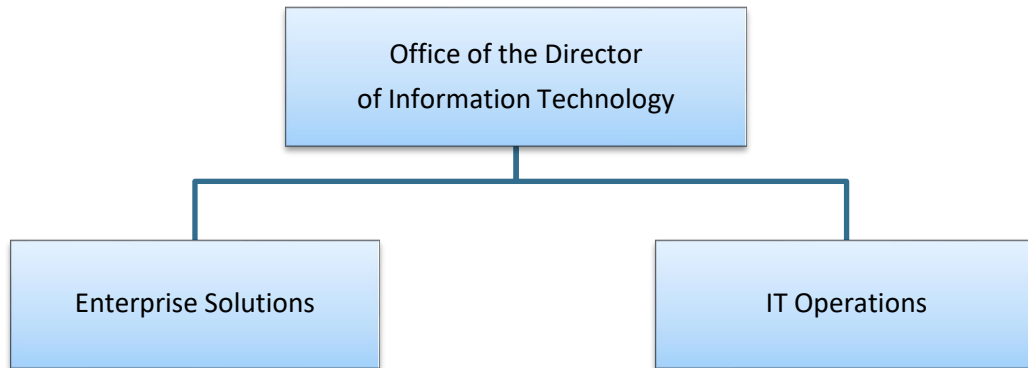 Office of the Director
of Information Technology
Enterprise Solutions
IT Operations